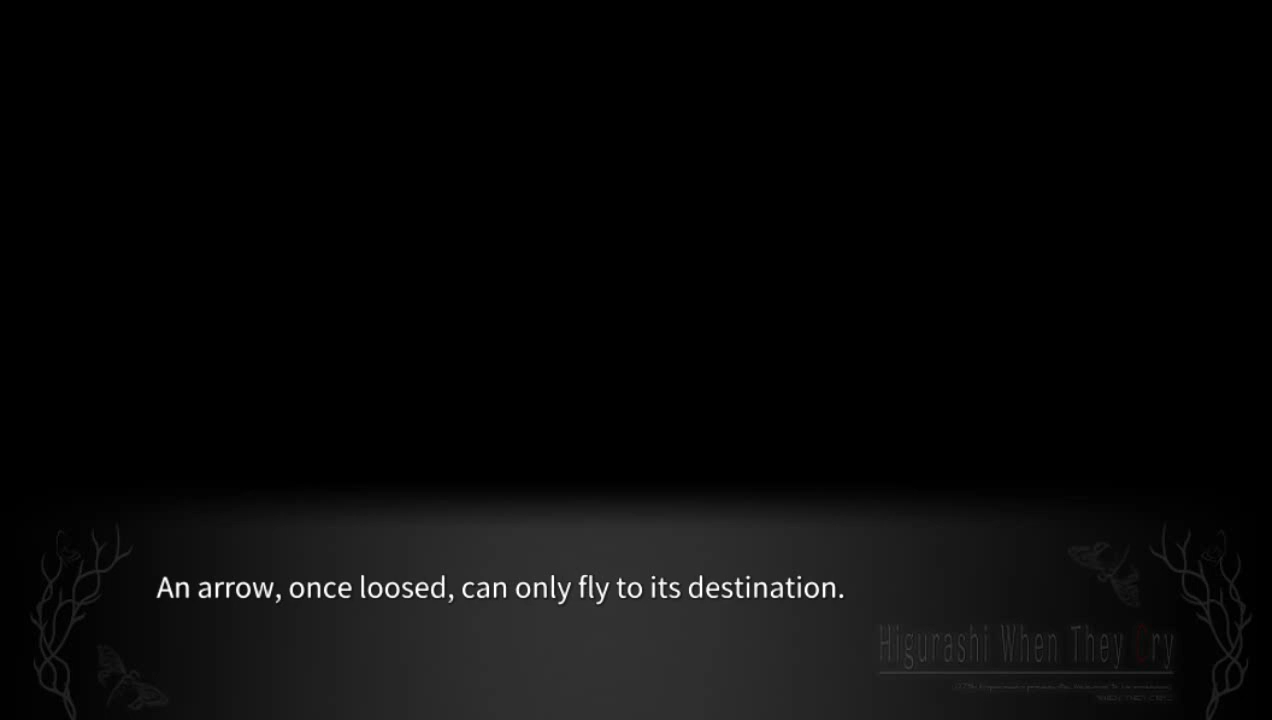 An arrow, once loosed, can only fly to its destination.
Higurashi When They Cry